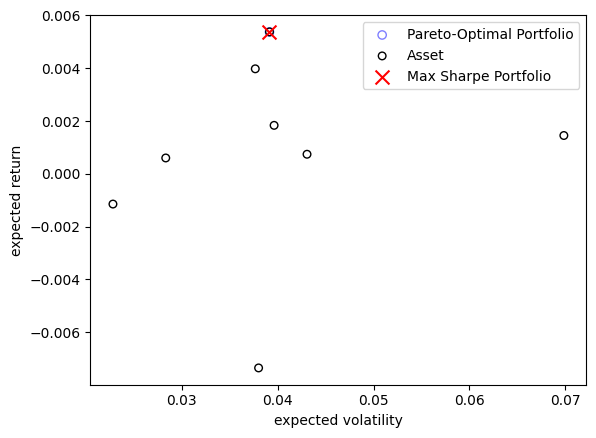 0.006
0.004
0.002
0.000
−0.002
−0.004
−0.006
expected return
Pareto-Optimal Portfolio
Asset
Max Sharpe Portfolio
0.03 0.04 0.05 0.06 0.07
expected volatility